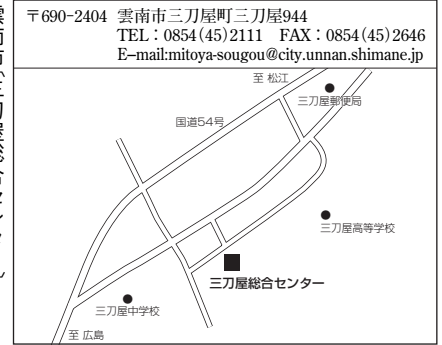 〒690-2404 雲南市三刀屋町三刀屋944
TEL：0854(45)2111　FAX：0854(45)2646
E-mail:mitoya-sougou@city.unnan.shimane.jp
至 松江
三刀屋郵便局
国道54号
三刀屋高等学校
三刀屋総合センター
三刀屋中学校
至 広島